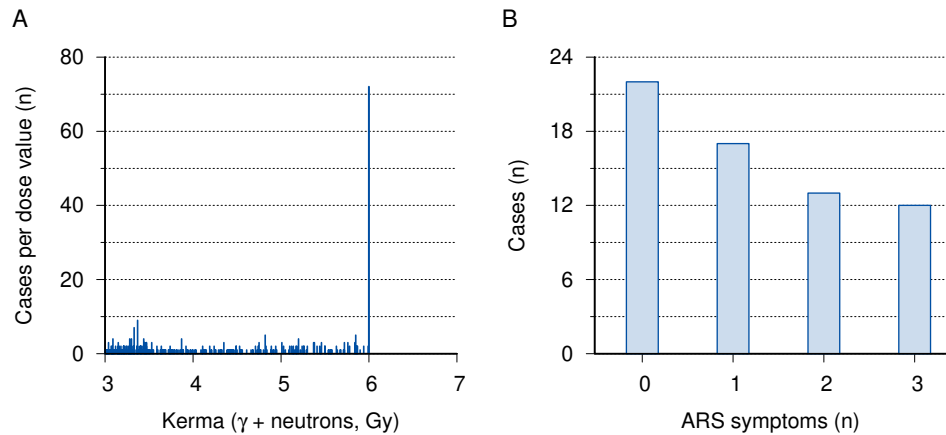 A
Cases per dose value (n)
80
60
40
20
0
3 4 5 6 7
Kerma (γ + neutrons, Gy)
B
Cases (n)
24
18
12
6
0
0 1 2 3
ARS symptoms (n)